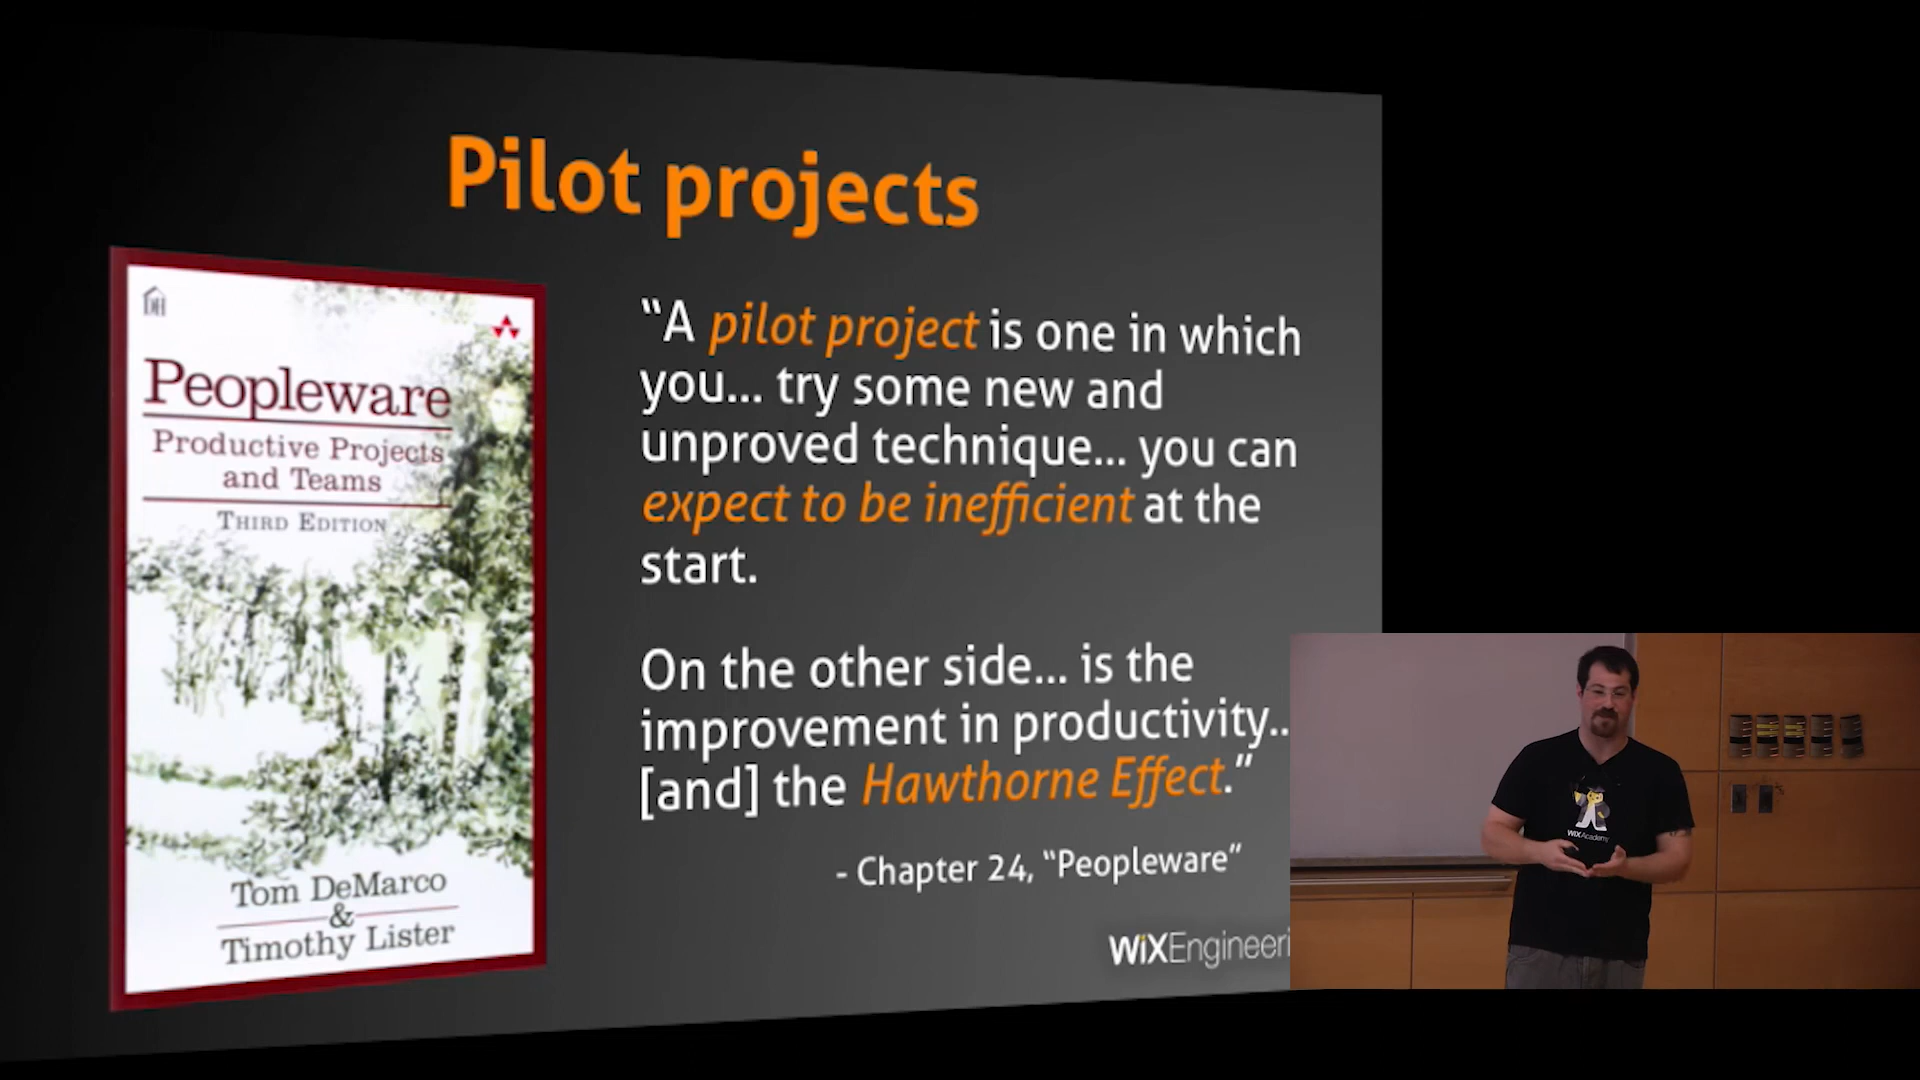 Pilot projects
Peopleware
Productive Projects
and Teams
THIRD EDITION
Tom DeMarco
&
Timothy Lister
“A pilot project is one in which
you... try some new and
unproved technique... you can
expect to be inefficient at the
start.
On the other side... is the
improvement in productivity..
[and] the Hawthorne Effect.”
- Chapter 24, “Peopleware”
WiXEngineeri
WiXAcademy
DH